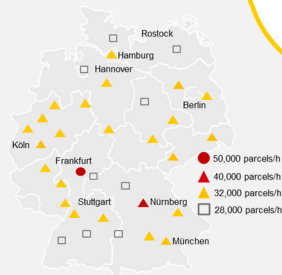 Rostock
Hamburg
Hannover
Berlin
Köln
Frankfurt
50,000 parcels/h
40,000 parcels/h
32,000 parcels/h
28,000 parcels/h
Stuttgart
Nürnberg
München